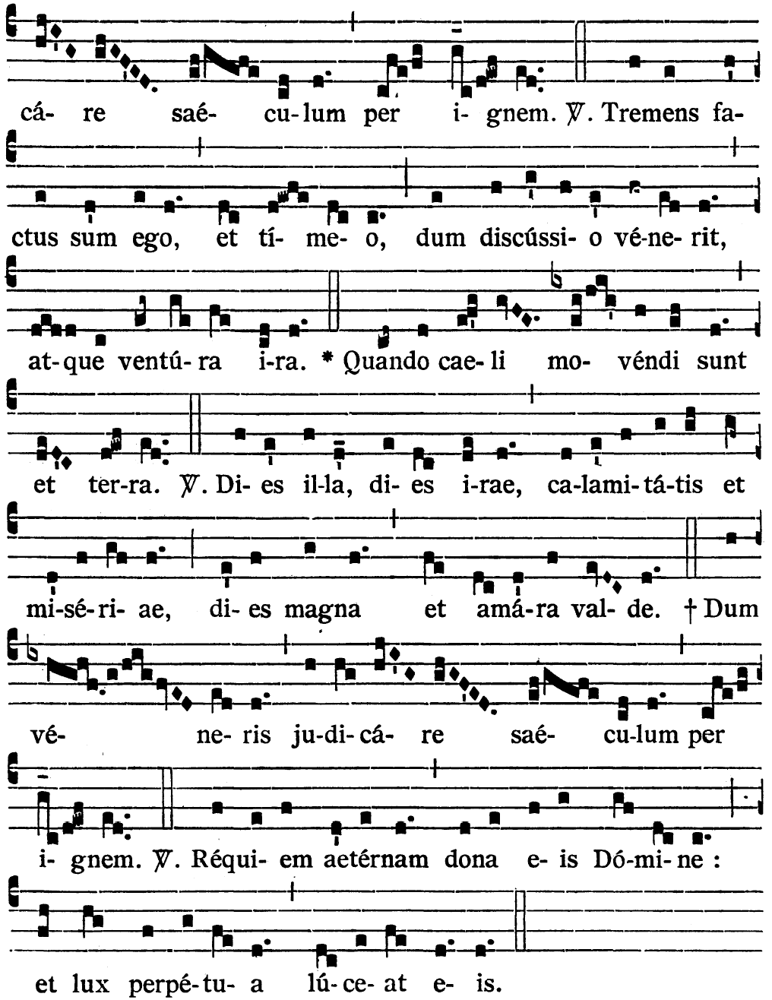 cá- re saé- cu-lum per i- gnem. ℣. Tremens fa-
ctus sum ego, et tí- me- o, dum discússi- o vé-ne- rit,
at-que ventú- ra i-ra. * Quando cae- li mo- véndi sunt
et ter-ra. ℣. Di- es il-la, di- es i-rae, ca-lami-tá-tis et
mi-sé-ri- ae, di- es magna et amá-ra val- de. † Dum
vé- ne- ris ju-di-cá- re saé- cu-lum per
i- gnem. ℣. Réqui- em aetérnam dona e- is Dó-mi-ne :
et lux perpé-tu- a lú-ce- at e- is.